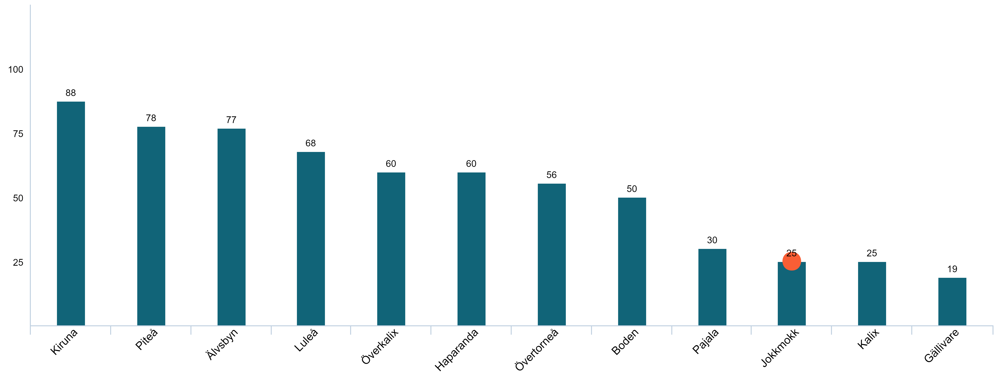 100
75
50
25
88
78
77
68
60
60
56
50
30
25
25
19
Kiruna
Piteå
Älvsbyn
Luleå
Överkalix
Haparanda
Övertorneå
Boden
Pajala
Jokkmokk
Kalix
Gällivare